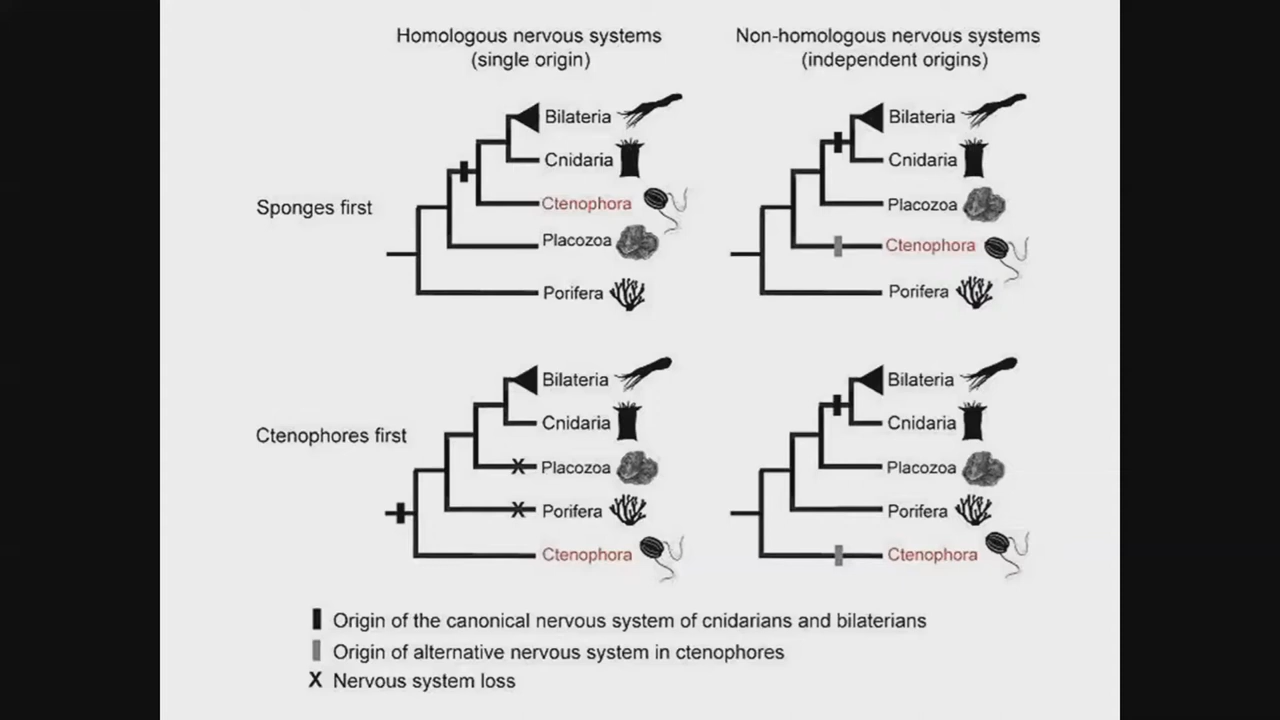 Homologous nervous systems
(single origin)
Non-homologous nervous systems
(independent origins)
Sponges first
Bilateria
Cnidaria
Ctenophora
Placozoa
Porifera
Bilateria
Cnidaria
Placozoa
Ctenophora
Porifera
Ctenophores first
Bilateria
Cnidaria
X Placozoa
X Porifera
Ctenophora
Bilateria
Cnidaria
Placozoa
Porifera
Ctenophora
Origin of the canonical nervous system of cnidarians and bilaterians
Origin of alternative nervous system in ctenophores
X Nervous system loss